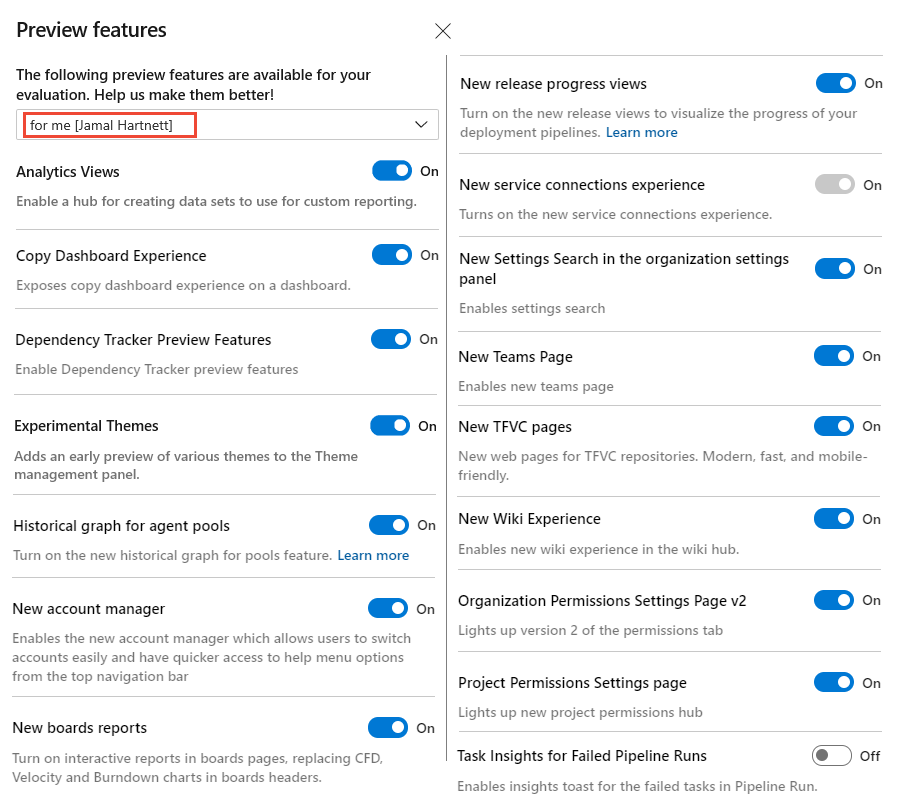 Preview features
The following preview features are available for your
evaluation. Help us make them better!
for me [Jamal Hartnett]
Analytics Views
On
Enable a hub for creating data sets to use for custom reporting.
Copy Dashboard Experience
On
Exposes copy dashboard experience on a dashboard.
Dependency Tracker Preview Features
On
Enable Dependency Tracker preview features
Experimental Themes
On
Adds an early preview of various themes to the Theme
management panel.
Historical graph for agent pools
On
Turn on the new historical graph for pools feature. Learn more
New account manager
On
Enables the new account manager which allows users to switch
accounts easily and have quicker access to help menu options
from the top navigation bar
New boards reports
On
Turn on interactive reports in boards pages, replacing CFD,
Velocity and Burndown charts in boards headers.
New release progress views
On
Turn on the new release views to visualize the progress of your
deployment pipelines. Learn more
New service connections experience
On
Turns on the new service connections experience.
New Settings Search in the organization settings
panel
On
Enables settings search
New Teams Page
On
Enables new teams page
New TFVC pages
On
New web pages for TFVC repositories. Modern, fast, and mobile-
friendly.
New Wiki Experience
On
Enables new wiki experience in the wiki hub.
Organization Permissions Settings Page v2
On
Lights up version 2 of the permissions tab
Project Permissions Settings page
On
Lights up new project permissions hub
Task Insights for Failed Pipeline Runs
Off
Enables insights toast for the failed tasks in Pipeline Run.